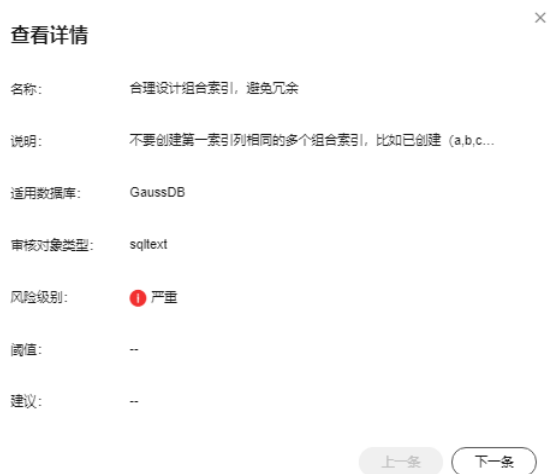 查看详情
名称： 合理设计组合索引，避免冗余
说明： 不要创建第一索引列相同的多个组合索引，比如已创建（a,b,c...
适用数据库： GaussDB
审核对象类型： sqltext
风险级别： 严重
阈值： --
建议： --
上一条 下一条